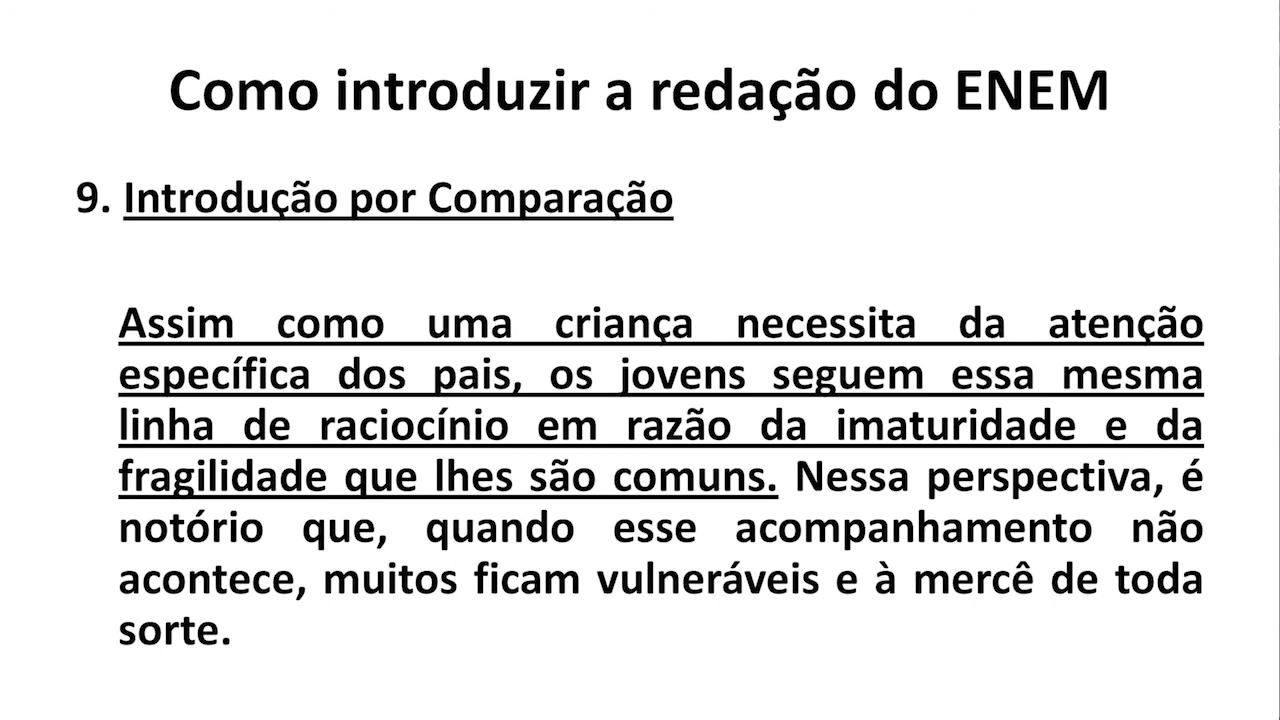 Como introduzir a redação do ENEM
9. Introdução por Comparação
Assim como uma criança necessita da atenção
específica dos pais, os jovens seguem essa mesma
linha de raciocínio em razão da imaturidade e da
fragilidade que lhes são comuns. Nessa perspectiva, é
notório que, quando esse acompanhamento não
acontece, muitos ficam vulneráveis e à mercê de toda
sorte.